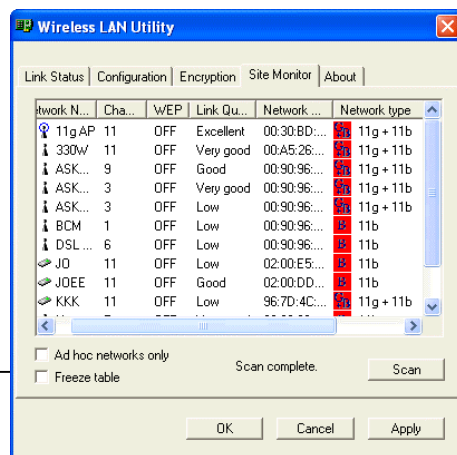 Wireless LAN Utility
Link Status Configuration Encryption Site Monitor About
twork N... Cha... WEP Link Qu... Network ... Network type
11g AP 11 OFF Excellent 00:30:BD:... 11g + 11b
330W 11 OFF Very good 00:A5:26:... 11g + 11b
ASK... 9 OFF Good 00:90:96:... 11g + 11b
ASK... 3 OFF Very good 00:90:96:... 11g + 11b
ASK... 3 OFF Low 00:90:96:... 11g + 11b
BCM 1 OFF Low 00:90:96:... 11b
DSL ... 6 OFF Low 00:90:96:... 11b
JO 11 OFF Low 02:00:E5:... 11b
JOEE 11 OFF Good 02:00:DD... 11b
KKK 11 OFF Low 96:7D:4C:... 11g + 11b
Ad hoc networks only
Freeze table
Scan complete.
Scan
OK Cancel Apply